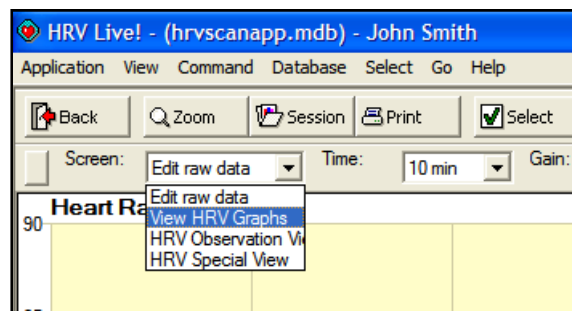 HRV Live! - (hrvscanapp.mdb) - John Smith
Application View Command Database Select Go Help
Back Zoom Session Print Select
Screen: Edit raw data Time: 10 min Gain:
Edit raw data
View HRV Graphs
HRV Observation
HRV Special View
Heart
90